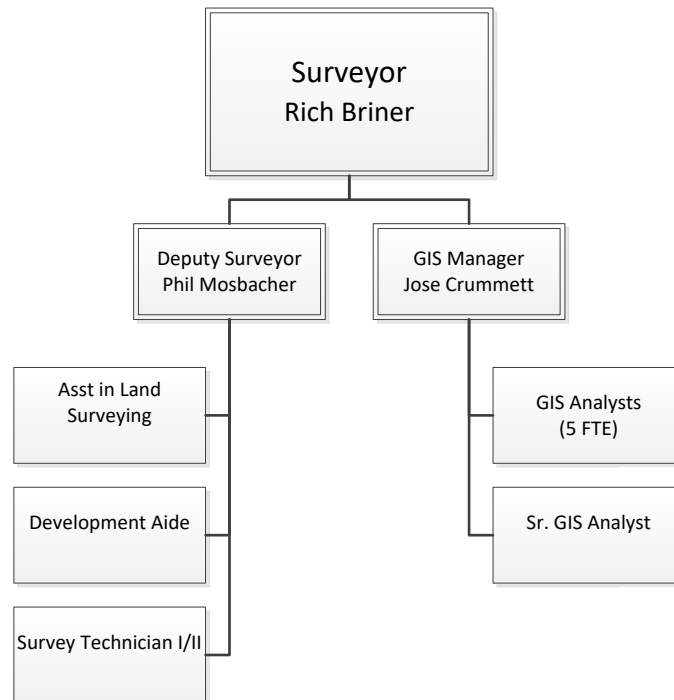 Surveyor
Rich Briner
Deputy Surveyor
Phil Mosbacher
GIS Manager
Jose Crummett
Asst in Land
Surveying
GIS Analysts
(5 FTE)
Development Aide
Sr. GIS Analyst
Survey Technician I/II